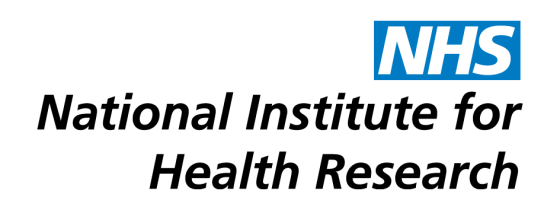 NHS
National Institute for
Health Research